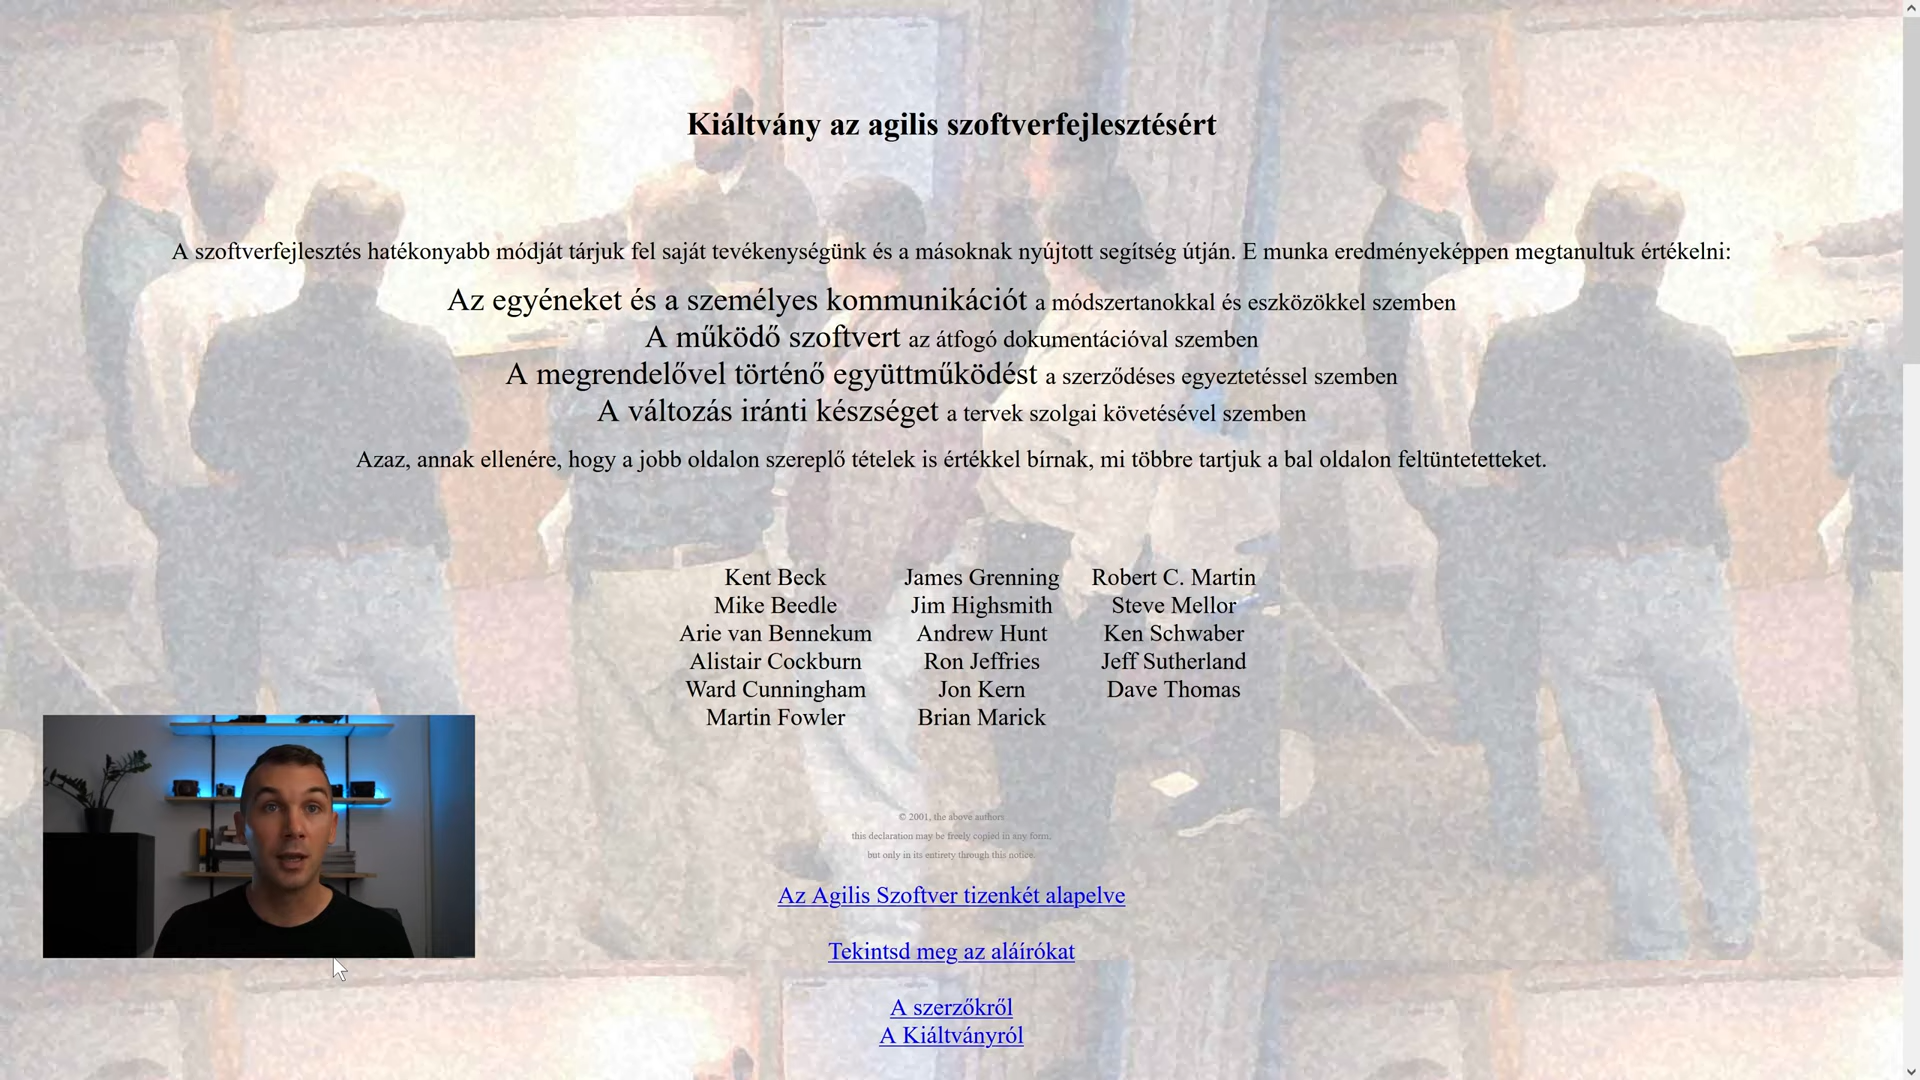 Kiáltvány az agilis szoftverfejlesztésért
A szoftverfejlesztés hatékonyabb módját tárjuk fel saját tevékenységünk és a másoknak nyújtott segítség útján. E munka eredményeképpen megtanultuk értékelni:
Az egyéneket és a személyes kommunikációt a módszertanokkal és eszközökkel szemben
A működő szoftvert az átfogó dokumentációval szemben
A megrendelővel történő együttműködést a szerződéses egyeztetéssel szemben
A változás iránti készséget a tervek szolgai követésével szemben
Azaz, annak ellenére, hogy a jobb oldalon szereplő tételek is értékkel bírnak, mi többre tartjuk a bal oldalon feltüntetetteket.
Kent Beck
Mike Beedle
Arie van Bennekum
Alistair Cockburn
Ward Cunningham
Martin Fowler
James Grenning
Jim Highsmith
Andrew Hunt
Ron Jeffries
Jon Kern
Brian Marick
Robert C. Martin
Steve Mellor
Ken Schwaber
Jeff Sutherland
Dave Thomas
© 2001, the above authors
this declaration may be freely copied in any form,
but only in its entirety through this notice.
Az Agilis Szoftver tizenkét alapelve
Tekintsd meg az aláírókat
A szerzőkről
A Kiáltványról